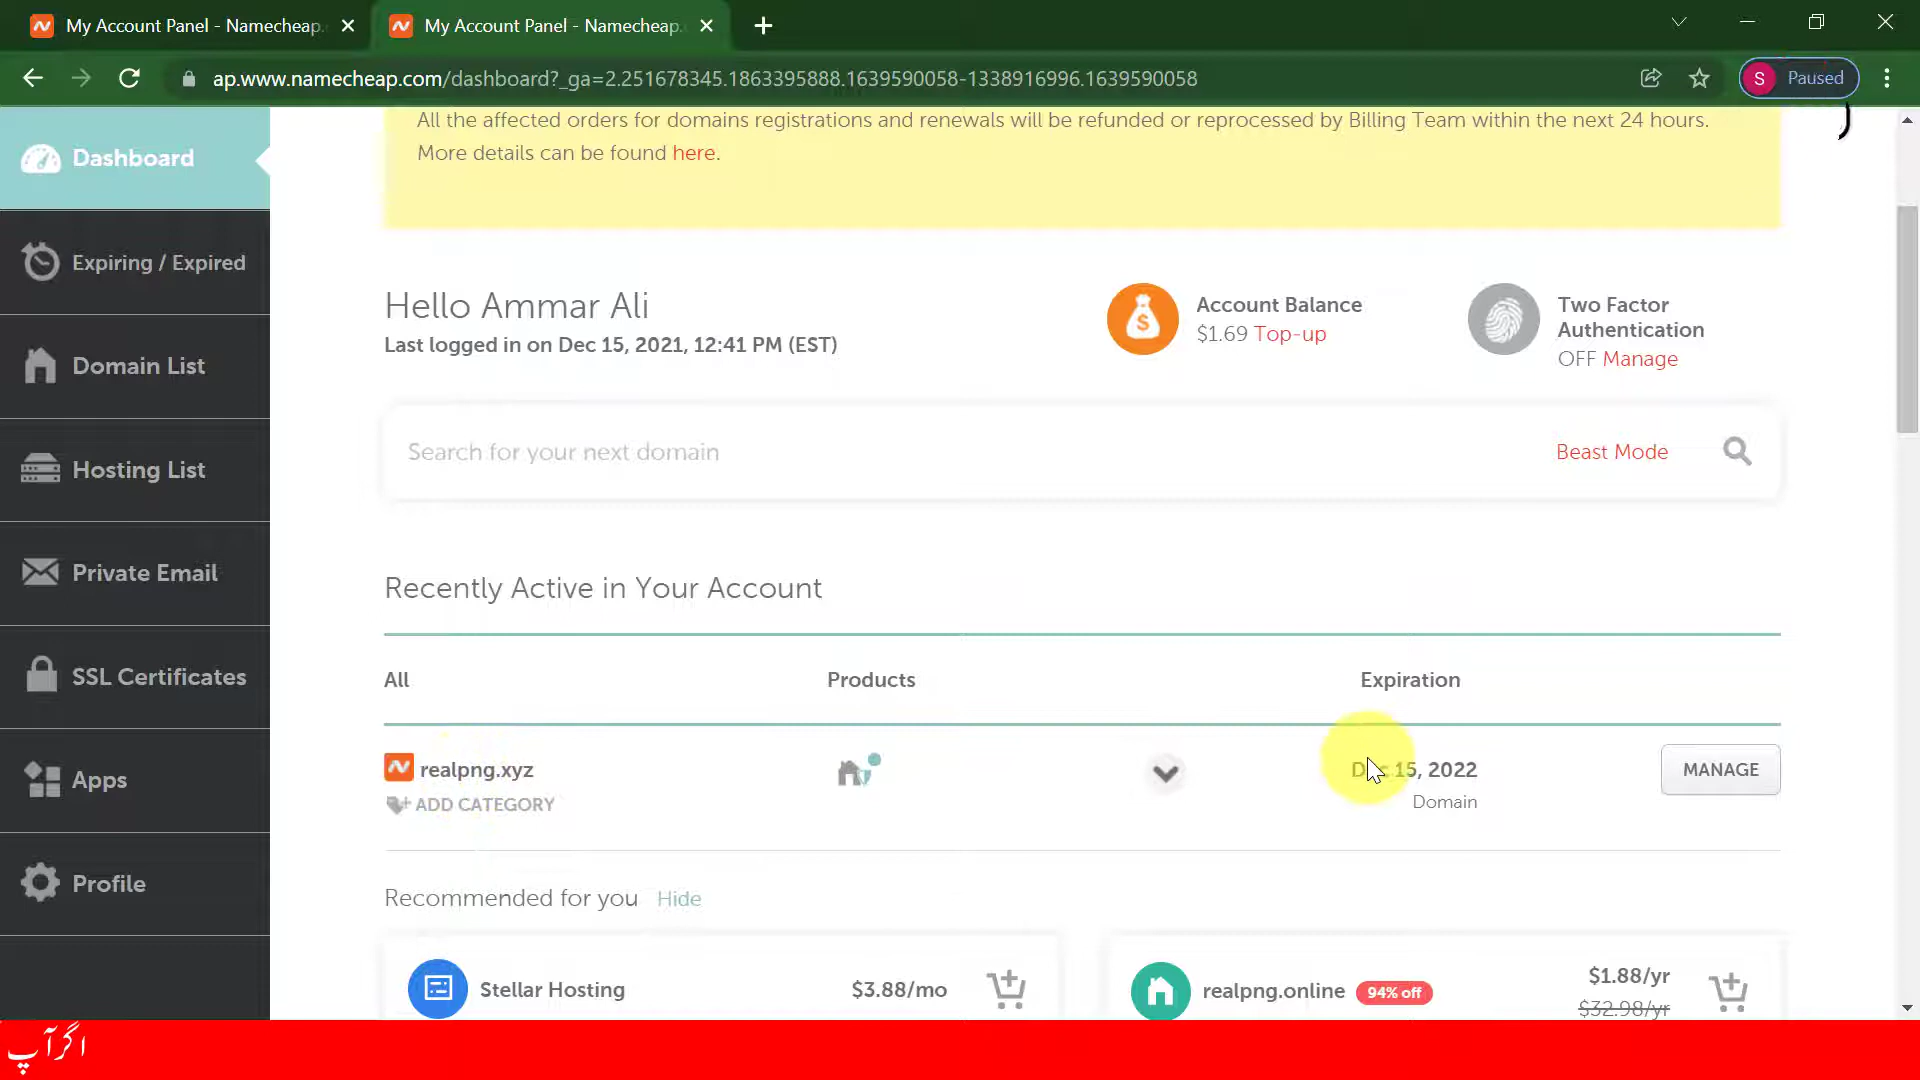 My Account Panel - Namecheap.
My Account Panel - Namecheap.
ap.www.namecheap.com/dashboard?_ga=2.251678345.1863395888.1639590058-1338916996.1639590058
S Paused
All the affected orders for domains registrations and renewals will be refunded or reprocessed by Billing Team within the next 24 hours.
More details can be found here.
Dashboard
Expiring / Expired
Domain List
Hosting List
Private Email
SSL Certificates
Apps
Profile
Hello Ammar Ali
Last logged in on Dec 15, 2021, 12:41 PM (EST)
Account Balance
$1.69 Top-up
Two Factor
Authentication
OFF Manage
Search for your next domain
Beast Mode
Recently Active in Your Account
All Products Expiration
realpng.xyz
ADD CATEGORY
Dec 15, 2022
Domain
MANAGE
Recommended for you Hide
Stellar Hosting $3.88/mo
realpng.online 94% off
$1.88/yr
$32.98/yr
اگر آپ